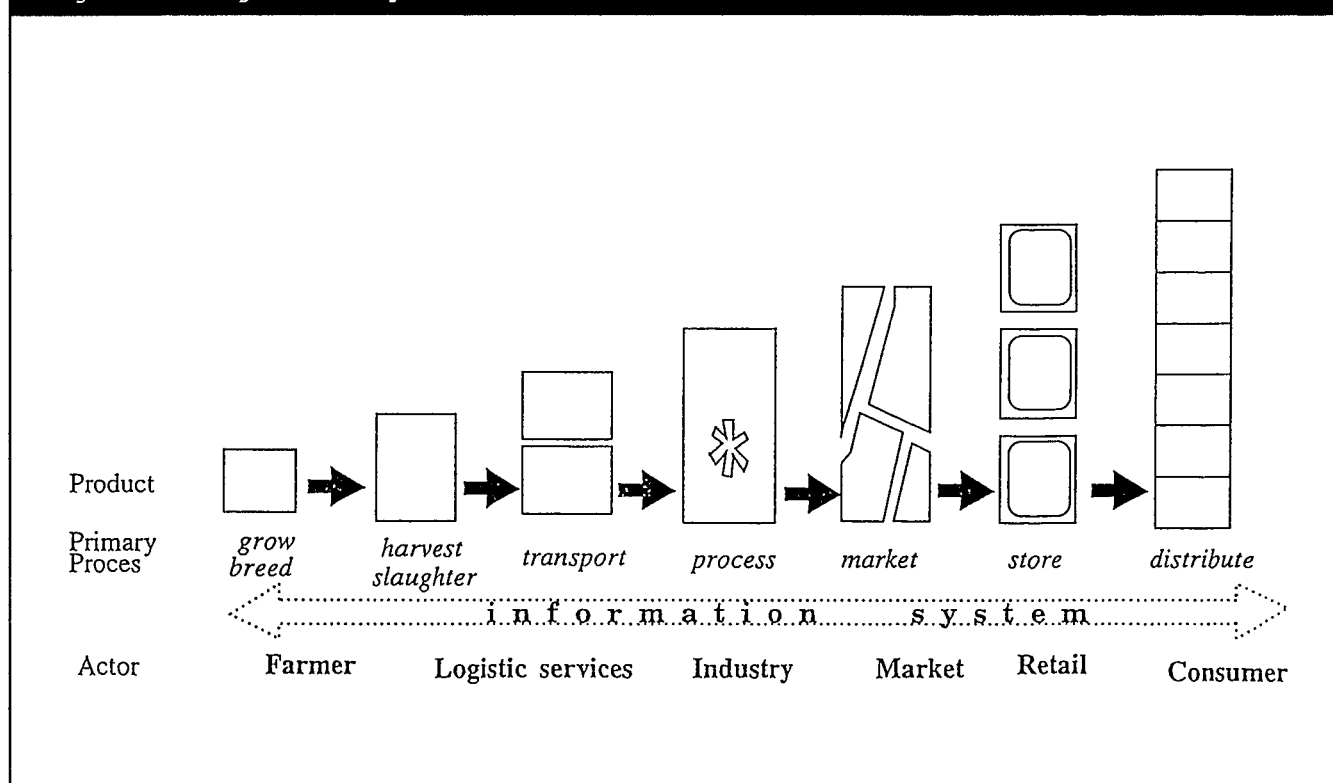 Product
Primary
Proces
grow
breed
harvest
slaughter
transport
process
market
store
distribute
information system
Actor
Farmer
Logistic services
Industry
Market
Retail
Consumer